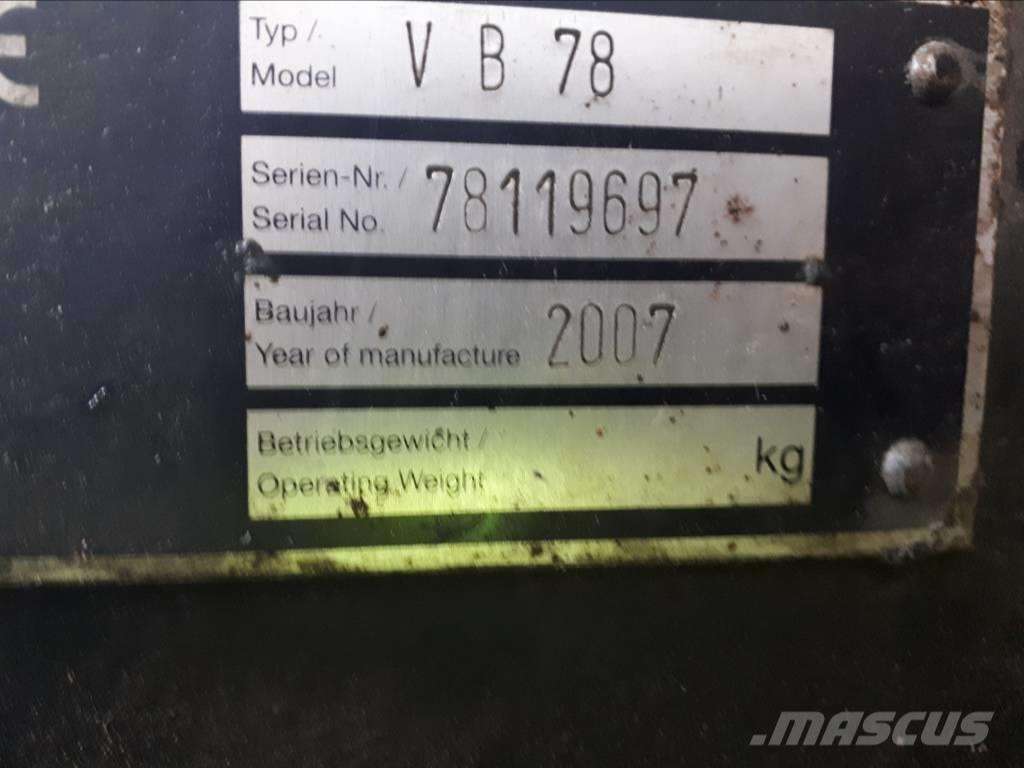 Typ /
Model V B 78
Serien-Nr. /
Serial No. 78119697
Baujahr /
Year of manufacture 2007
Betriebsgewicht /
Operating Weight kg
.MASCUS